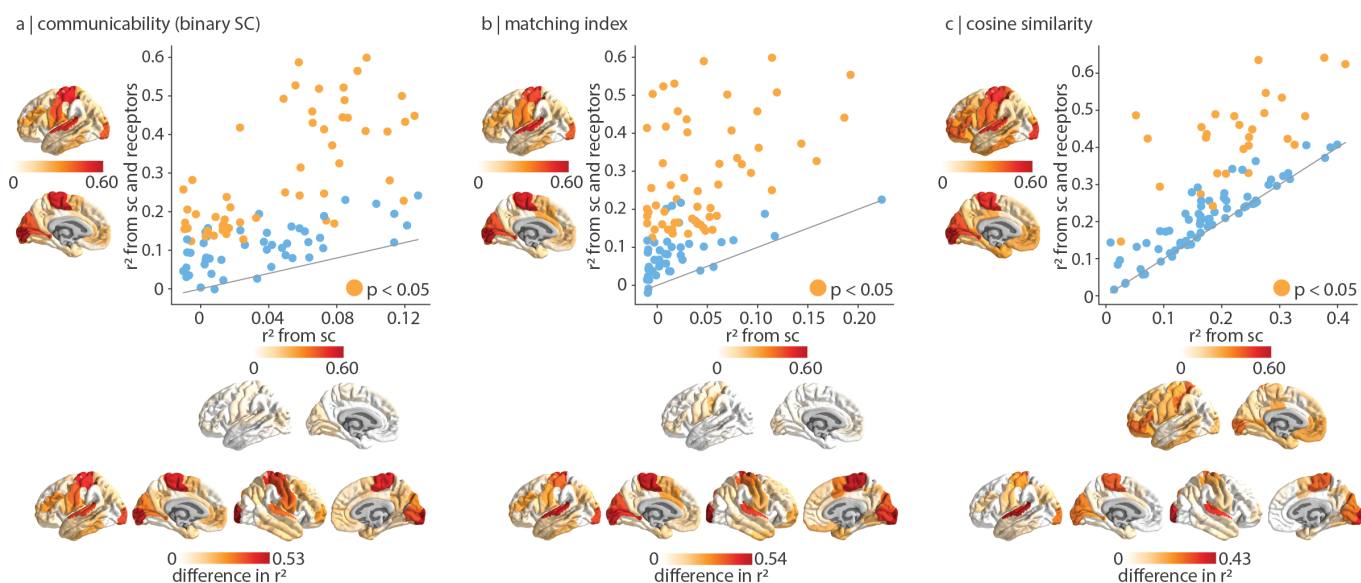 a | communicability (binary SC)
0.6
0.5
0.4
0.3
0.2
0.1
0
r² from sc and receptors
0 0.60
p < 0.05
0 0.04 0.08 0.12
r² from sc
0 0.60
0 0.53
difference in r²
b | matching index
0.6
0.5
0.4
0.3
0.2
0.1
0
r² from sc and receptors
0 0.60
p < 0.05
0 0.05 0.10 0.15 0.20
r² from sc
0 0.60
0 0.54
difference in r²
c | cosine similarity
0.6
0.5
0.4
0.3
0.2
0.1
0
r² from sc and receptors
0 0.60
p < 0.05
0 0.1 0.2 0.3 0.4
r² from sc
0 0.60
0 0.43
difference in r²